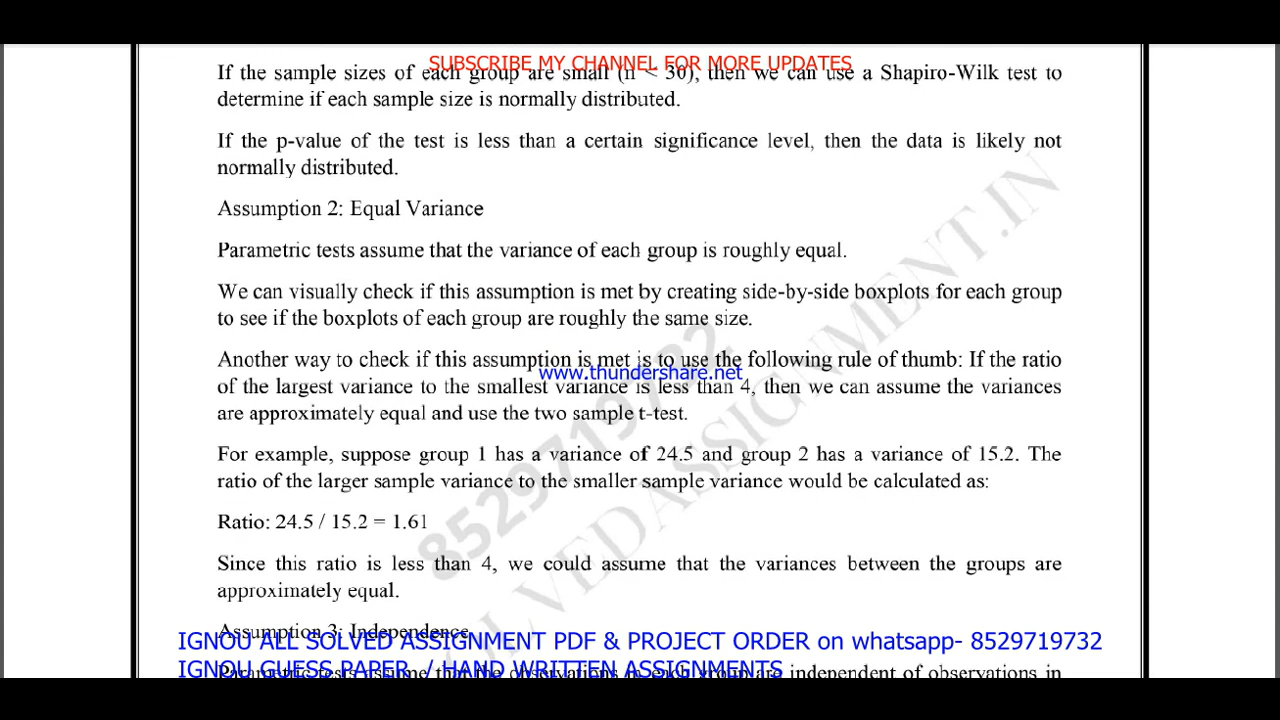 SUBSCRIBE MY CHANNEL FOR MORE UPDATES
If the sample sizes of each group are small (n < 30), then we can use a Shapiro-Wilk test to
determine if each sample size is normally distributed.
If the p-value of the test is less than a certain significance level, then the data is likely not
normally distributed.
Assumption 2: Equal Variance
Parametric tests assume that the variance of each group is roughly equal.
We can visually check if this assumption is met by creating side-by-side boxplots for each group
to see if the boxplots of each group are roughly the same size.
Another way to check if this assumption is met is to use the following rule of thumb: If the ratio
www.thundershare.net
of the largest variance to the smallest variance is less than 4, then we can assume the variances
are approximately equal and use the two sample t-test.
For example, suppose group 1 has a variance of 24.5 and group 2 has a variance of 15.2. The
ratio of the larger sample variance to the smaller sample variance would be calculated as:
Ratio: 24.5 / 15.2 = 1.61
Since this ratio is less than 4, we could assume that the variances between the groups are
approximately equal.
Assumption 3: Independence
IGNOU ALL SOLVED ASSIGNMENT PDF & PROJECT ORDER on whatsapp- 8529719732
IGNOU GUESS PAPER / HAND WRITTEN ASSIGNMENTS
Parametric tests assume that the observations in each group are independent of observations in
8529719732
OLVEDASSIGNMENT.IN